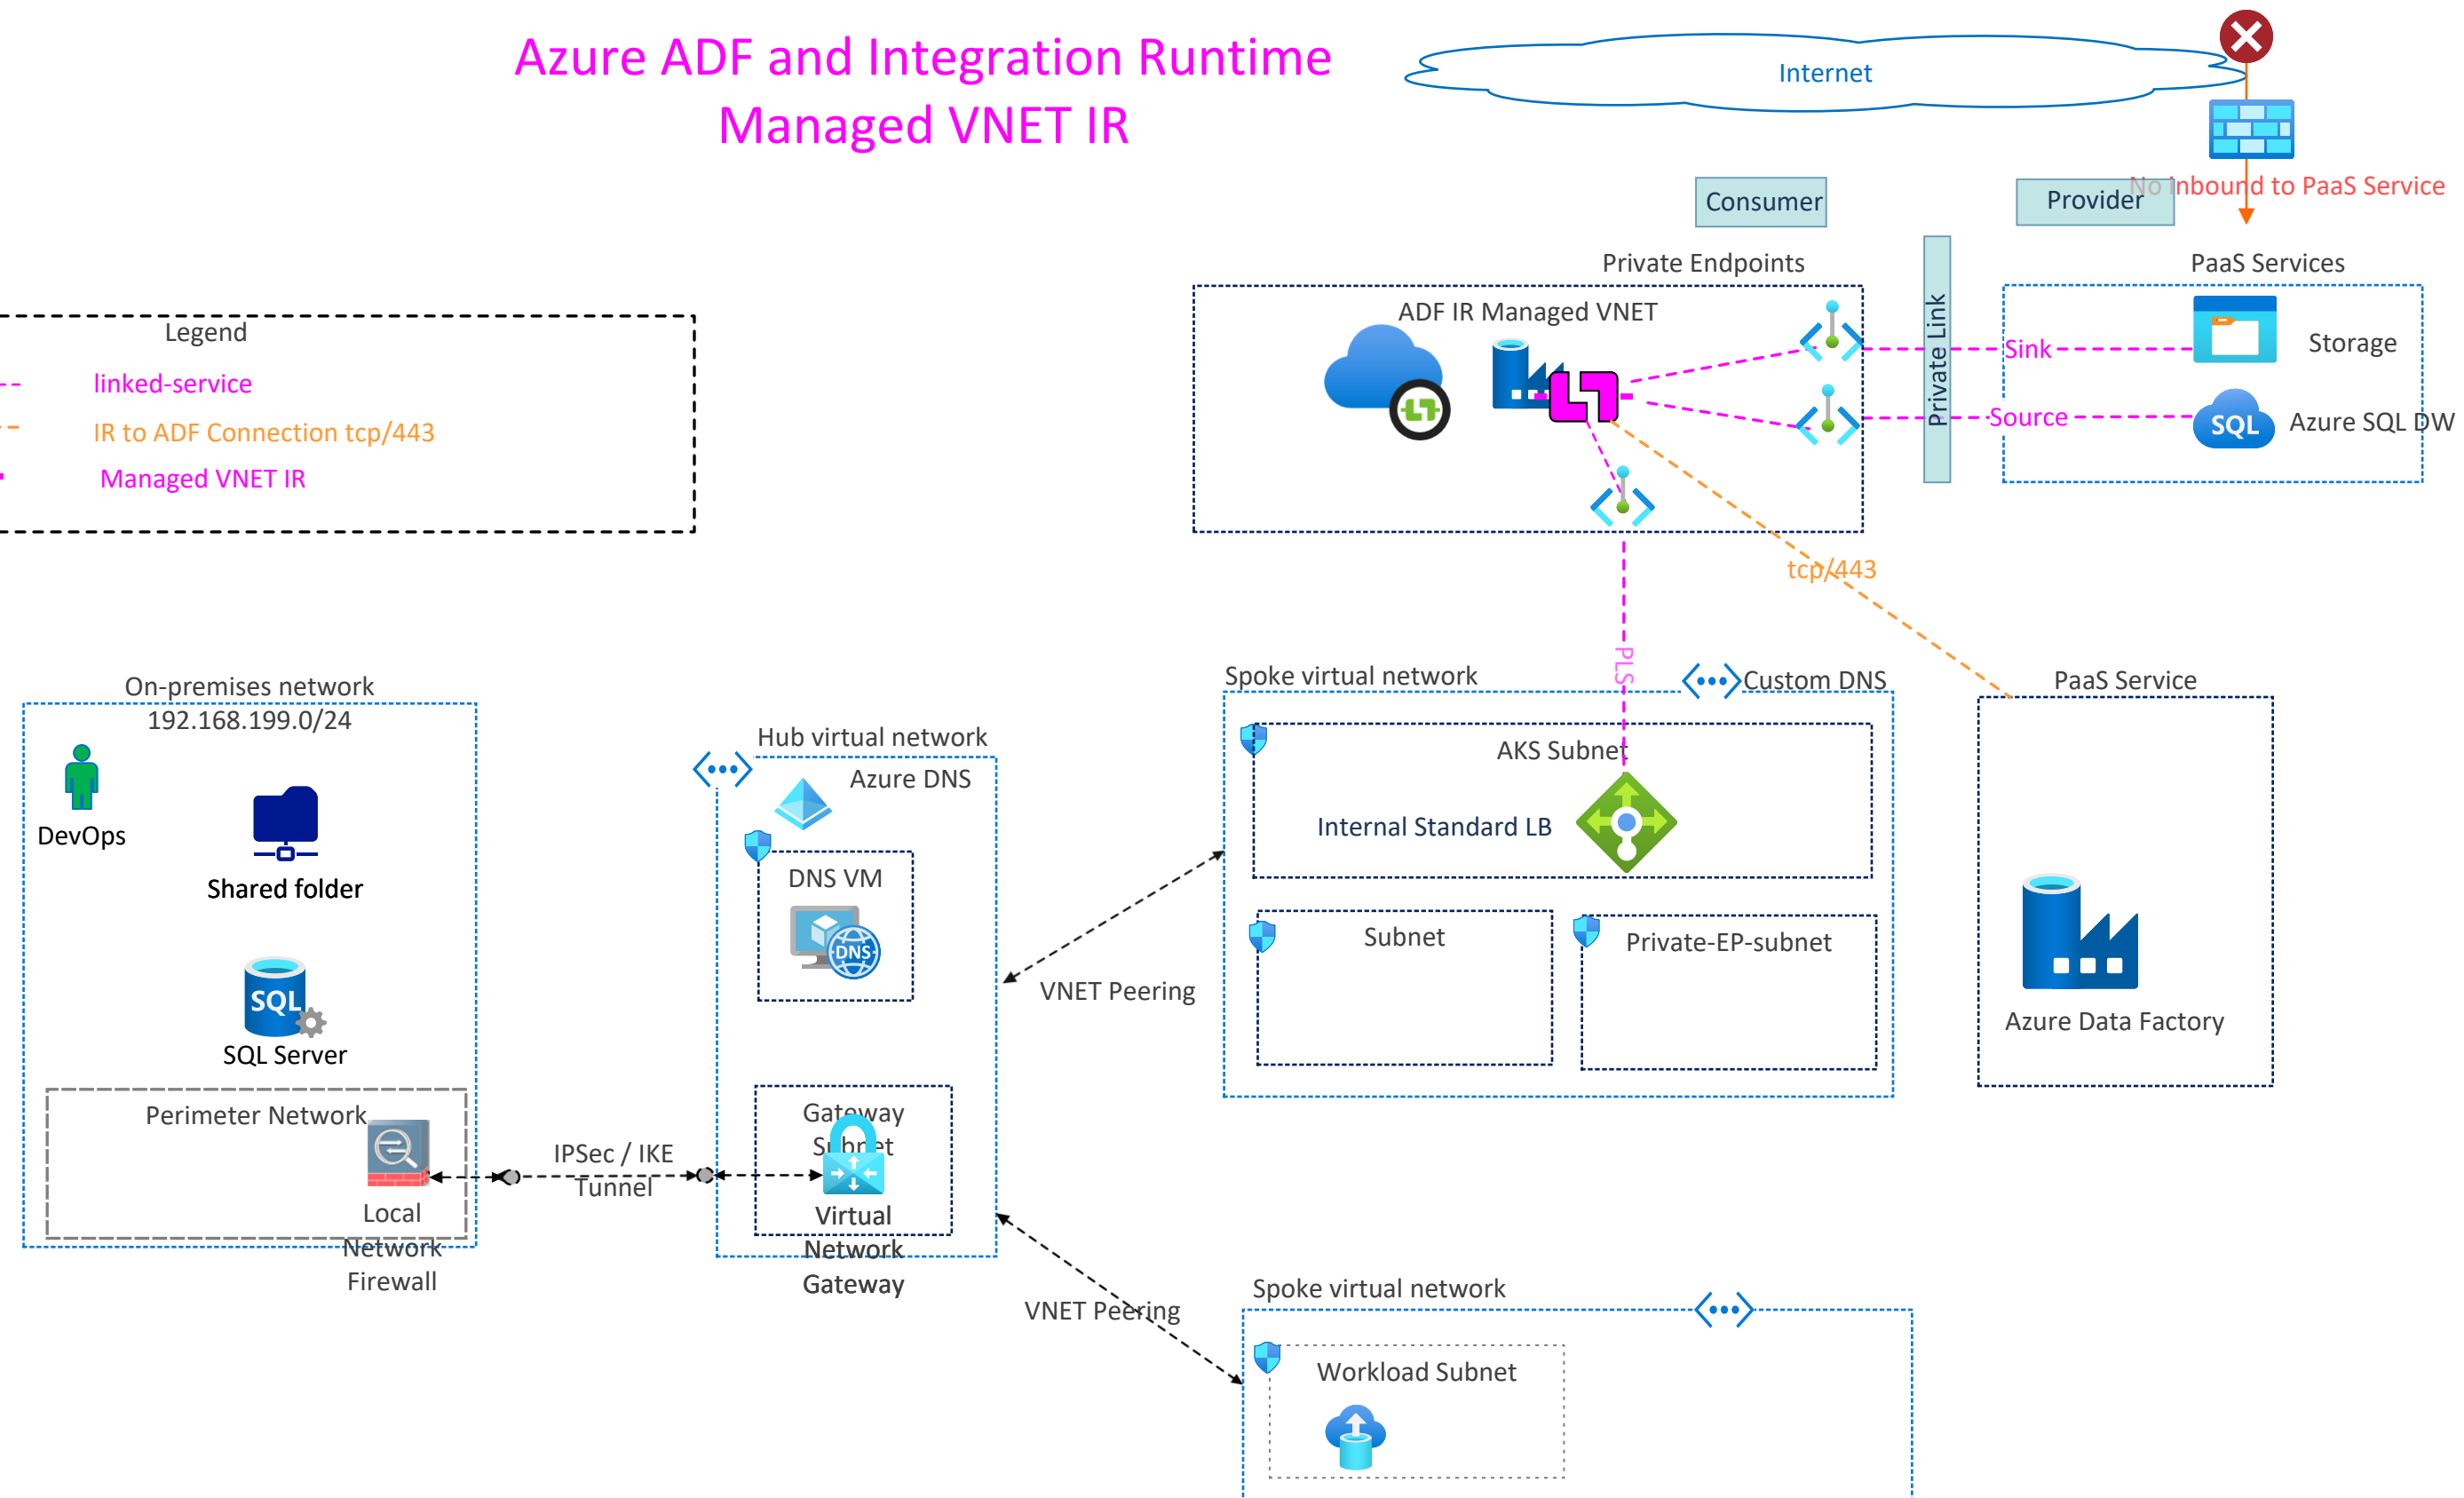 Azure ADF and Integration Runtime
Managed VNET IR
Internet
No Inbound to PaaS Service
Consumer
Provider
Private Endpoints
PaaS Services
Legend
linked-service
IR to ADF Connection tcp/443
Managed VNET IR
ADF IR Managed VNET
Private Link
Sink
Storage
Source
SQL
Azure SQL DW
tcp/443
PLS
On-premises network
192.168.199.0/24
DevOps
Shared folder
SQL
SQL Server
Perimeter Network
Local
Network
Firewall
IPSec / IKE
Tunnel
Hub virtual network
Azure DNS
DNS VM
DNS
Gateway
Subnet
Virtual
Network
Gateway
VNET Peering
VNET Peering
Spoke virtual network
Custom DNS
AKS Subnet
Internal Standard LB
Subnet
Private-EP-subnet
PaaS Service
Azure Data Factory
Spoke virtual network
Workload Subnet